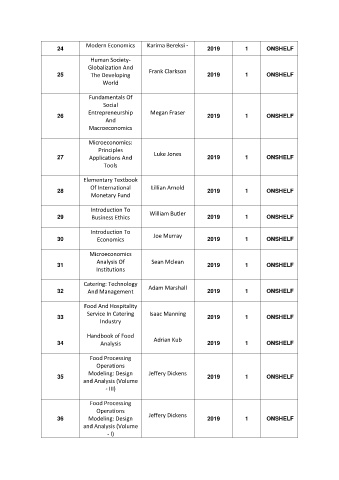 24 Modern Economics Karima Bereksi - 2019 1 ONSHELF
Human Society-
Globalization And
25 The Developing Frank Clarkson 2019 1 ONSHELF
World
Fundamentals Of
Social
26 Entrepreneurship Megan Fraser 2019 1 ONSHELF
And
Macroeconomics
Microeconomics:
Principles
27 Applications And Luke Jones 2019 1 ONSHELF
Tools
Elementary Textbook
28 Of International Lillian Arnold 2019 1 ONSHELF
Monetary Fund
Introduction To
29 Business Ethics William Butler 2019 1 ONSHELF
Introduction To
30 Economics Joe Murray 2019 1 ONSHELF
Microeconomics
31 Analysis Of Sean Mclean 2019 1 ONSHELF
Institutions
Catering: Technology
32 And Management Adam Marshall 2019 1 ONSHELF
Food And Hospitality
33 Service In Catering Isaac Manning 2019 1 ONSHELF
Industry
Handbook of Food
34 Analysis Adrian Kub 2019 1 ONSHELF
Food Processing
Operations
35 Modeling: Design Jeffery Dickens 2019 1 ONSHELF
and Analysis (Volume
- III)
Food Processing
Operations
36 Modeling: Design Jeffery Dickens 2019 1 ONSHELF
and Analysis (Volume
- I)